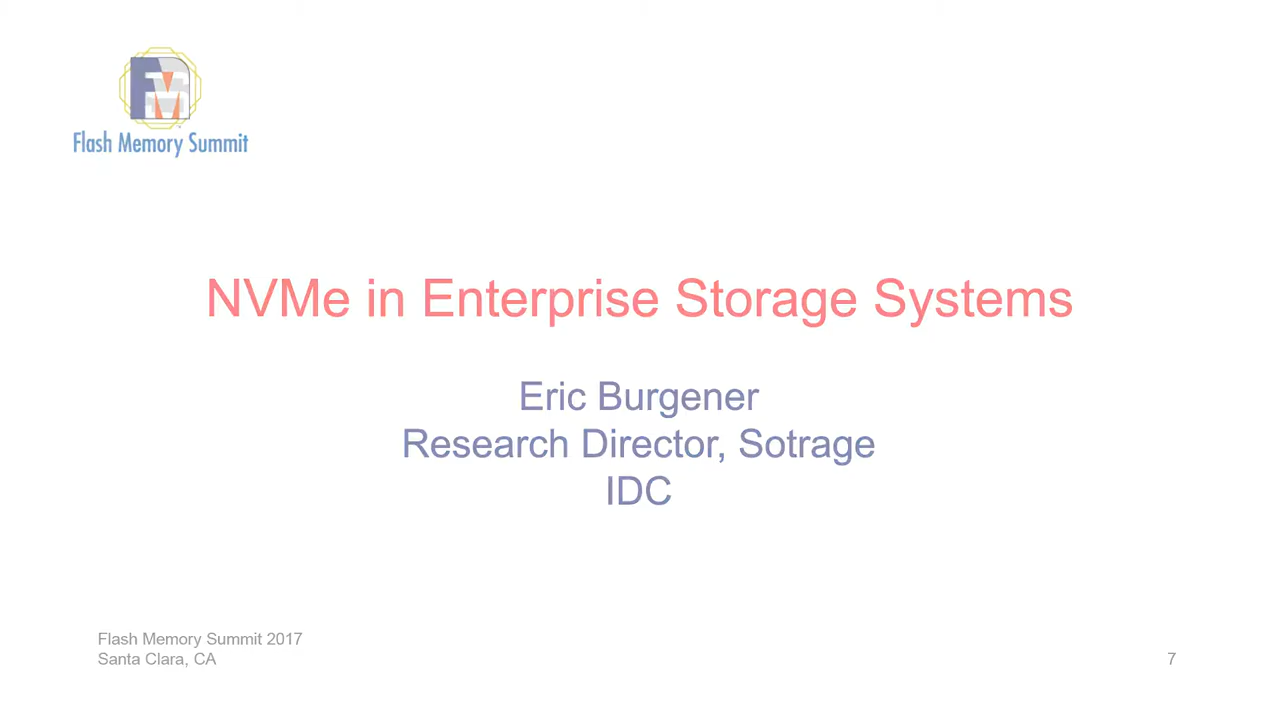 Flash Memory Summit
NVMe in Enterprise Storage Systems
Eric Burgener
Research Director, Sotrage
IDC
Flash Memory Summit 2017
Santa Clara, CA
7